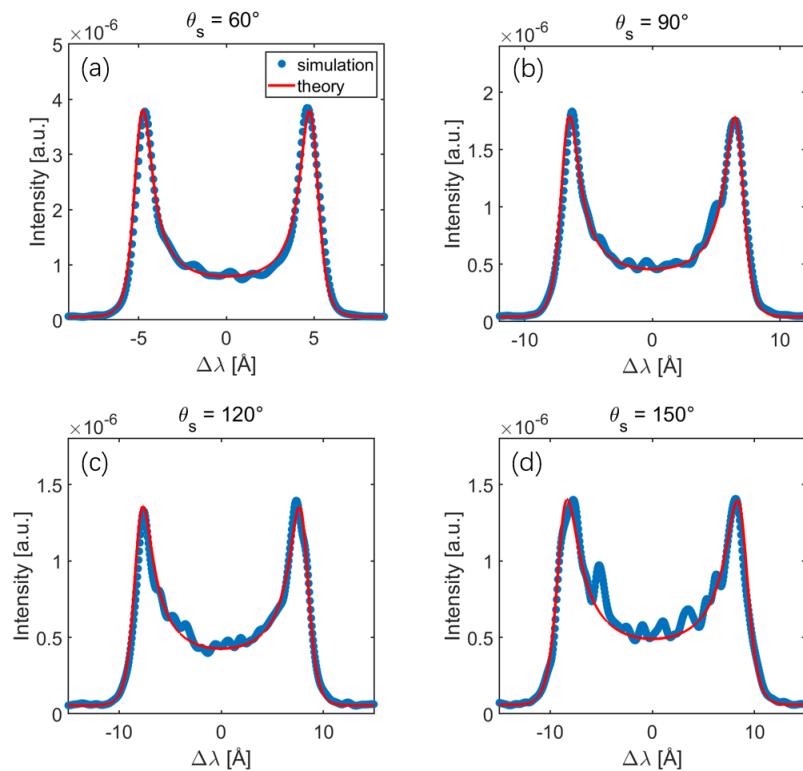 θs = 60°
×10-6
(a)
simulation
theory
5
4
3
2
1
0
Intensity [a.u.]
-5 0 5
Δλ [Å]
θs = 90°
×10-6
(b)
2
1.5
1
0.5
0
Intensity [a.u.]
-10 0 10
Δλ [Å]
θs = 120°
×10-6
(c)
1.5
1
0.5
0
Intensity [a.u.]
-10 0 10
Δλ [Å]
θs = 150°
×10-6
(d)
1.5
1
0.5
0
Intensity [a.u.]
-10 0 10
Δλ [Å]